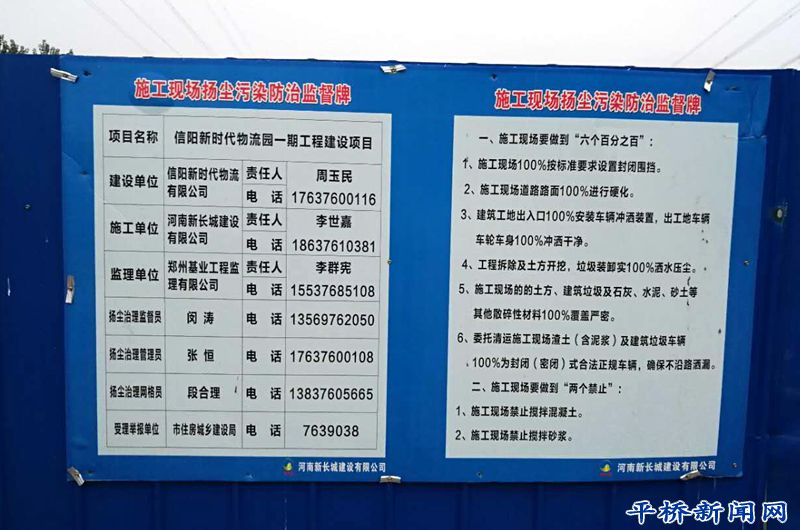 施工现场扬尘污染防治监督牌
项目名称 信阳新时代物流园一期工程建设项目
建设单位 信阳新时代物流有限公司 责任人 周玉民
电 话 17637600116
施工单位 河南新长城建设有限公司 责任人 李世嘉
电 话 18637610381
监理单位 郑州基业工程监理有限公司 责任人 李群宪
电 话 15537685108
扬尘治理监督员 闵 涛 电 话 13569762050
扬尘治理管理员 张 恒 电 话 17637600108
扬尘治理网格员 段合理 电 话 13837605665
受理举报单位 市住房城乡建设局 电 话 7639038
河南新长城建设有限公司
施工现场扬尘污染防治监督牌
一、施工现场要做到“六个百分之百”：
1、施工现场100%按标准要求设置封闭围挡。
2、施工现场道路路面100%进行硬化。
3、建筑工地出入口100%安装车辆冲洒装置，出工地车辆
车轮车身100%冲洒干净。
4、工程拆除及土方开挖，垃圾装卸实100%洒水压尘。
5、施工现场的的土方、建筑垃圾及石灰、水泥、砂土等
其他散碎性材料100%覆盖严密。
6、委托清运施工现场渣土（含泥浆）及建筑垃圾车辆
100%为封闭（密闭）式合法正规车辆，确保不沿路洒漏。
二、施工现场要做到“两个禁止”：
1、施工现场禁止搅拌混凝土。
2、施工现场禁止搅拌砂浆。
河南新长城建设有限公司
平桥新闻网